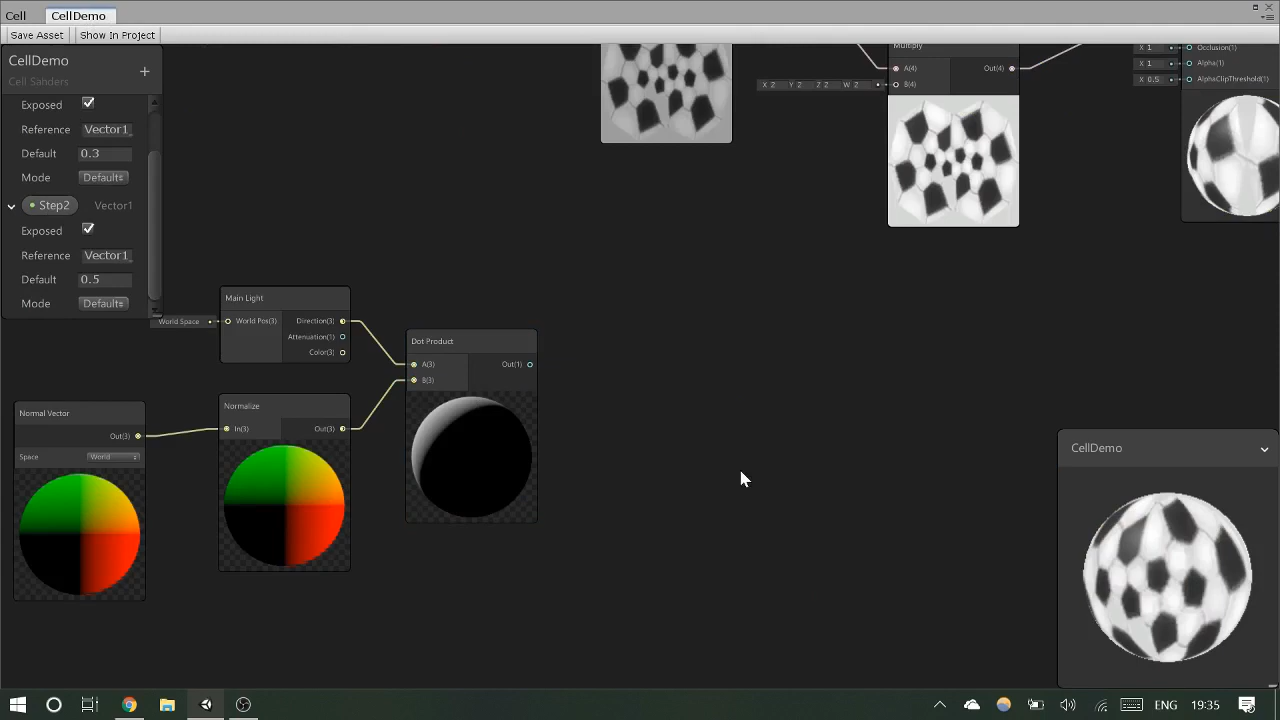 Cell CellDemo
Save Asset Show in Project
CellDemo
Cell Sahders
Exposed
Reference Vector1_
Default 0.3
Mode Default
Step2 Vector1
Exposed
Reference Vector1_
Default 0.5
Mode Default
Multiply
A(4) Out(4)
X 2 Y 2 Z 2 W 2 B(4)
X 1 Occlusion(1)
X 1 Alpha(1)
X 0.5 AlphaClipThreshold(1)
Main Light
World Space World Pos(3) Direction(3)
Attenuation(1)
Color(3)
Dot Product
A(3) Out(1)
B(3)
Normalize
In(3) Out(3)
Normal Vector
Out(3)
Space World
CellDemo
ENG 19:35